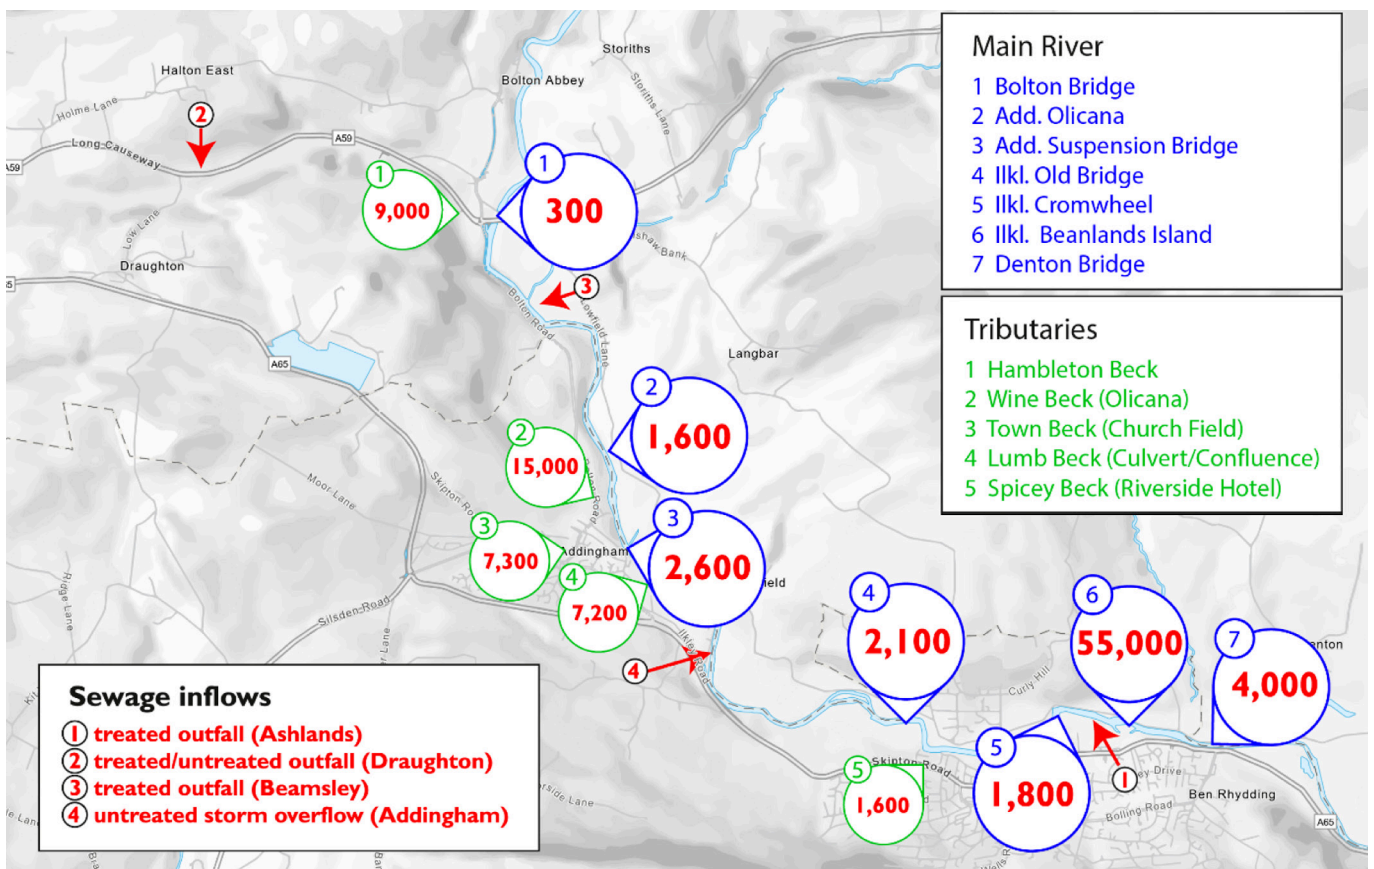 Storiths
Halton East
Bolton Abbey
Main River
1 Bolton Bridge
2 Add. Olicana
3 Add. Suspension Bridge
4 Ilkl. Old Bridge
5 Ilkl. Cromwheel
6 Ilkl. Beanlands Island
7 Denton Bridge
Holme Lane
Storiths Lane
2
A59
Long Causeway
A59
1
9,000
1
300
Low Lane
Draughton
3
Bolton Road
Lowfield Lane
Langbar
A65
Tributaries
1 Hambleton Beck
2 Wine Beck (Olicana)
3 Town Beck (Church Field)
4 Lumb Beck (Culvert/Confluence)
5 Spicey Beck (Riverside Hotel)
2
1,600
2
15,000
Moor Lane
3
7,300
Addingham
3
2,600
4
7,200
Ridge Lane
Silsden Road
Ilkley Road
4
4
2,100
6
55,000
7
4,000
Curly Hill
5
1,800
1
5
1,600
Skipton Road
Ben Rhydding
Bolling Road
A65
Sewage inflows
1 treated outfall (Ashlands)
2 treated/untreated outfall (Draughton)
3 treated outfall (Beamsley)
4 untreated storm overflow (Addingham)